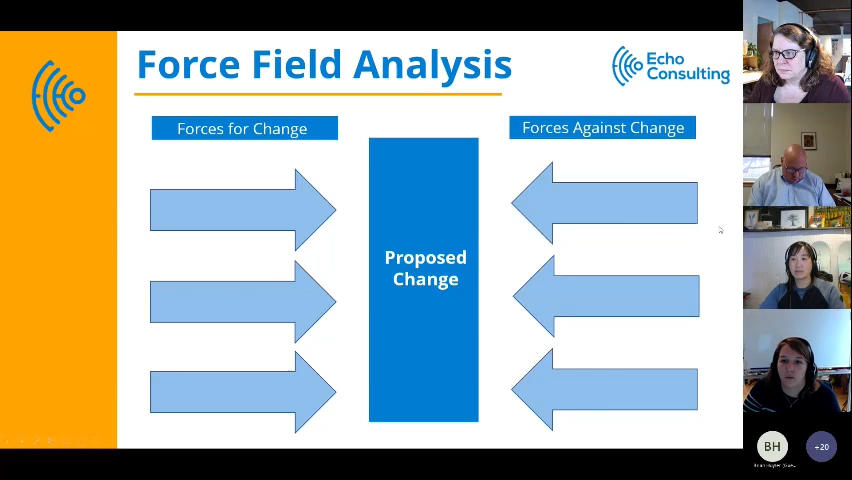 Force Field Analysis
Echo
Consulting
Forces for Change
Forces Against Change
Proposed
Change
BH
+20